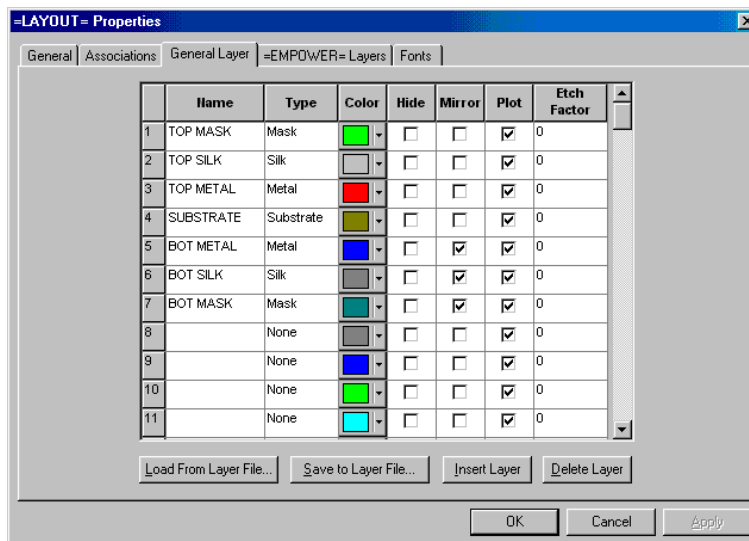 =LAYOUT= Properties
General Associations General Layer =EMPOWER= Layers Fonts
Name Type Color Hide Mirror Plot Etch Factor
1 TOP MASK Mask 0
2 TOP SILK Silk 0
3 TOP METAL Metal 0
4 SUBSTRATE Substrate 0
5 BOT METAL Metal 0
6 BOT SILK Silk 0
7 BOT MASK Mask 0
8 None 0
9 None 0
10 None 0
11 None 0
Load From Layer File... Save to Layer File... Insert Layer Delete Layer
OK Cancel Apply